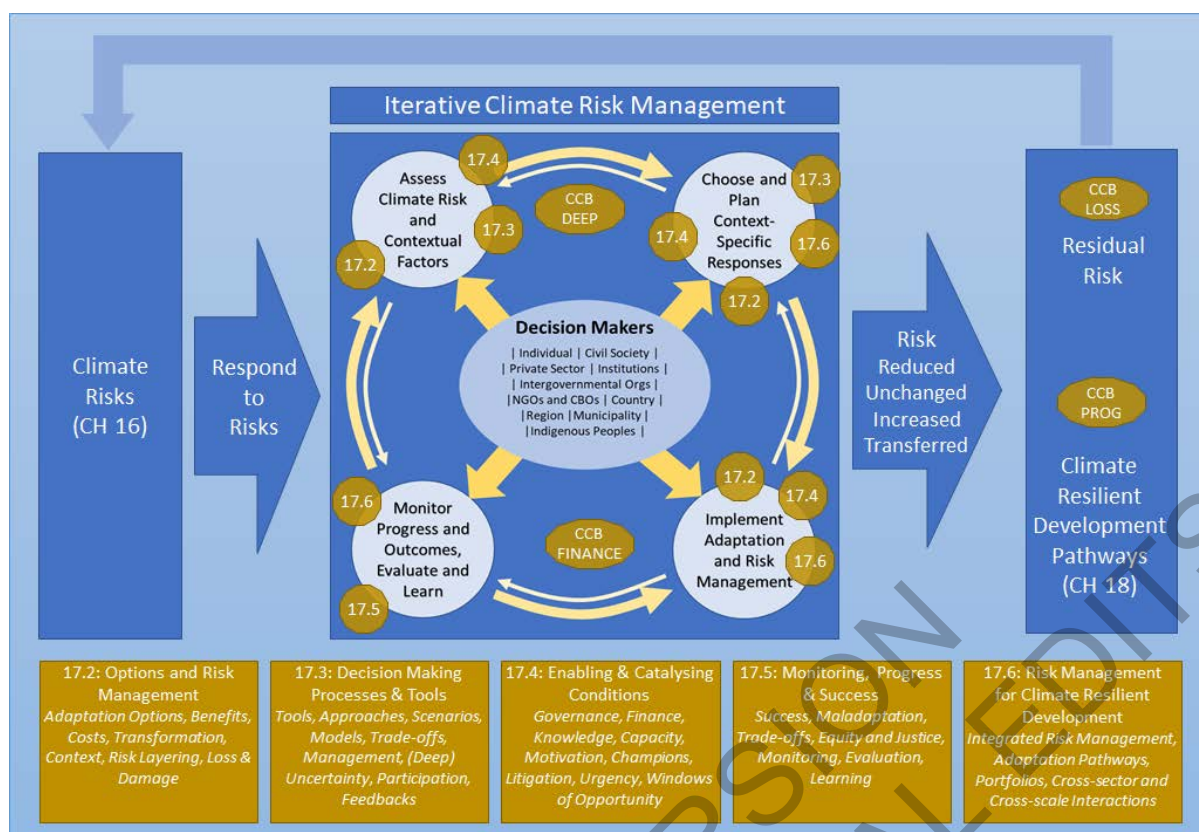 Iterative Climate Risk Management
Climate
Risks
(CH 16)
Respond
to
Risks
Assess
Climate Risk
and
Contextual
Factors
17.4
17.3
17.2
CCB
DEEP
Choose and
Plan
Context-
Specific
Responses
17.3
17.4
17.6
17.2
Decision Makers
| Individual | Civil Society |
| Private Sector | Institutions |
| Intergovernmental Orgs |
|NGOs and CBOs | Country |
| Region |Municipality |
|Indigenous Peoples |
17.6
Monitor
Progress and
Outcomes,
Evaluate and
Learn
17.5
CCB
FINANCE
17.2
17.4
Implement
Adaptation
and Risk
Management
17.6
Risk
Reduced
Unchanged
Increased
Transferred
CCB
LOSS
Residual
Risk
CCB
PROG
Climate
Resilient
Development
Pathways
(CH 18)
17.2: Options and Risk
Management
Adaptation Options, Benefits,
Costs, Transformation,
Context, Risk Layering, Loss &
Damage
17.3: Decision Making
Processes & Tools
Tools, Approaches, Scenarios,
Models, Trade-offs,
Management, (Deep)
Uncertainty, Participation,
Feedbacks
17.4: Enabling & Catalysing
Conditions
Governance, Finance,
Knowledge, Capacity,
Motivation, Champions,
Litigation, Urgency, Windows
of Opportunity
17.5: Monitoring, Progress
& Success
Success, Maladaptation,
Trade-offs, Equity and Justice,
Monitoring, Evaluation,
Learning
17.6: Risk Management
for Climate Resilient
Development
Integrated Risk Management,
Adaptation Pathways,
Portfolios, Cross-sector and
Cross-scale Interactions